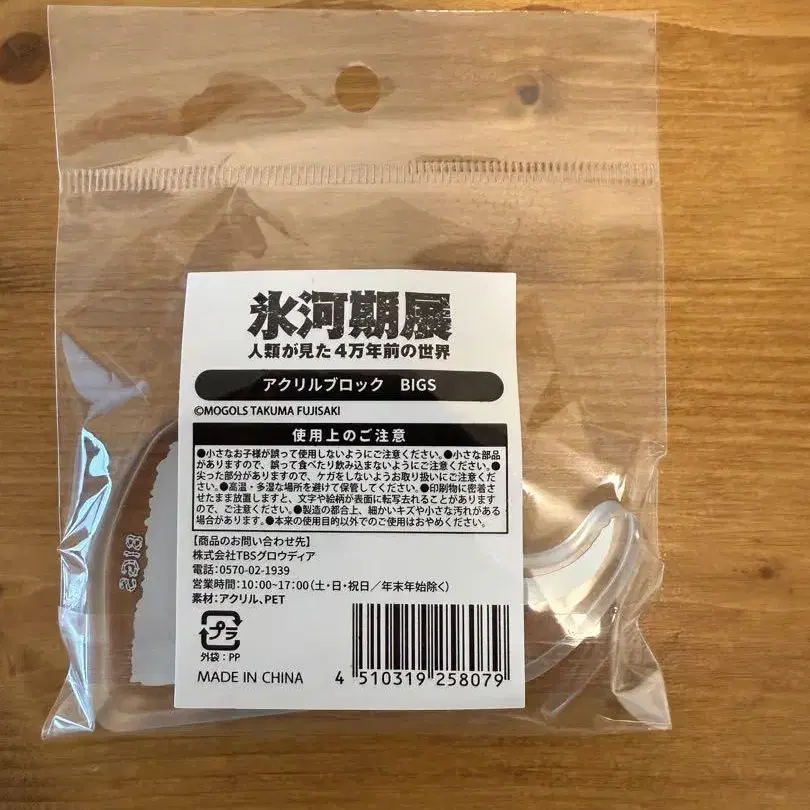 氷河期展
人類が見た4万年前の世界
アクリルブロック BIGS
©MOGOLS TAKUMA FUJISAKI
使用上のご注意
●小さなお子様が誤って使用しないようにご注意ください。●小さな部品
がありますので、誤って食べたり飲み込まないようにご注意ください。●
尖った部分がありますので、ケガをしないようお取り扱いにご注意くださ
い。●高温・多湿な場所を避けて保管してください。●印刷物に密着さ
せたまま放置しますと、文字や絵柄が表面に転写されることがあります
ので、ご注意ください。●製造の都合上、細かいキズや小さな汚れがある
場合があります。●本来の使用目的以外でのご使用はおやめください。
【商品のお問い合わせ先】
株式会社TBSグロウディア
電話:0570-02-1939
営業時間:10:00~17:00(土・日・祝日/年末年始除く)
素材:アクリル、PET
プラ
外袋:PP
MADE IN CHINA
4 510319 258079